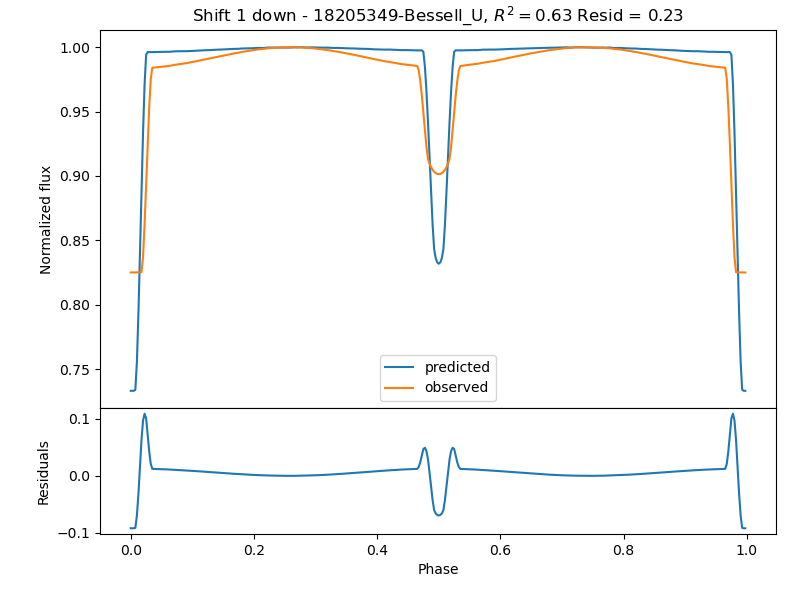 Shift 1 down - 18205349-Bessell_U, R² = 0.63 Resid = 0.23
1.00
0.95
0.90
0.85
0.80
0.75
Normalized flux
predicted
observed
0.1
0.0
−0.1
Residuals
0.0 0.2 0.4 0.6 0.8 1.0
Phase